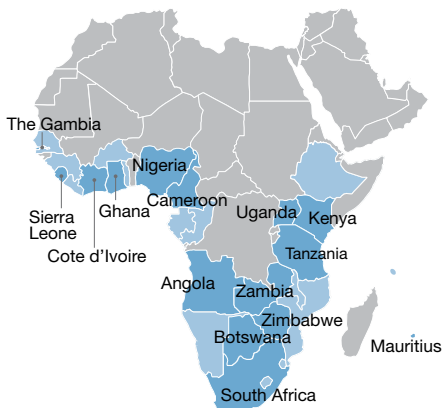 The Gambia
Nigeria
Cameroon
Ghana
Sierra
Leone
Cote d’Ivoire
Uganda
Kenya
Tanzania
Angola
Zambia
Zimbabwe
Botswana
Mauritius
South Africa